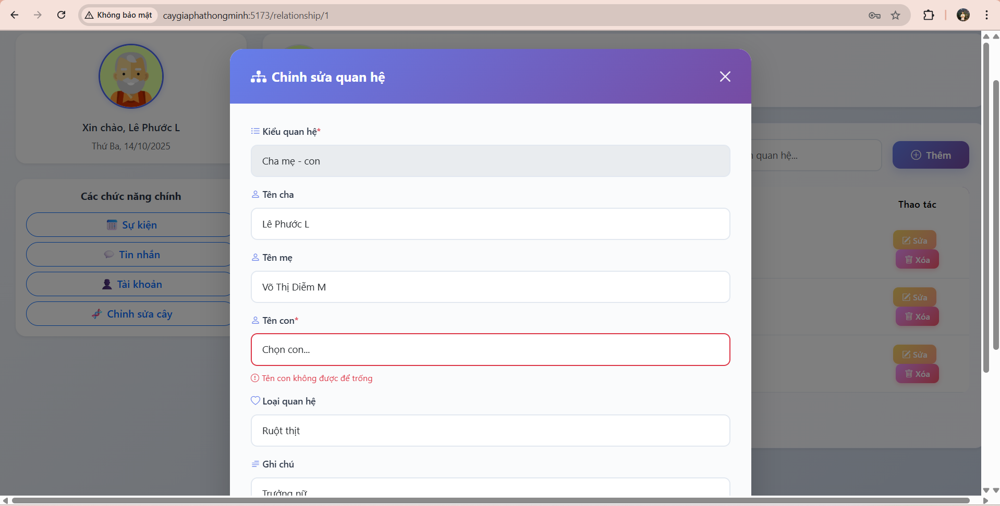 Không bảo mật
caygiaphathongminh:5173/relationship/1
Xin chào, Lê Phước L
Thứ Ba, 14/10/2025
Các chức năng chính
Sự kiện
Tin nhắn
Tài khoản
Chỉnh sửa cây
Chỉnh sửa quan hệ
Kiểu quan hệ*
Cha mẹ - con
Tên cha
Lê Phước L
Tên mẹ
Võ Thị Diễm M
Tên con*
Chọn con...
Tên con không được để trống
Loại quan hệ
Ruột thịt
Ghi chú
Trưởng nữ
quan hệ...
Thêm
Thao tác
Sửa
Xóa
Sửa
Xóa
Sửa
Xóa